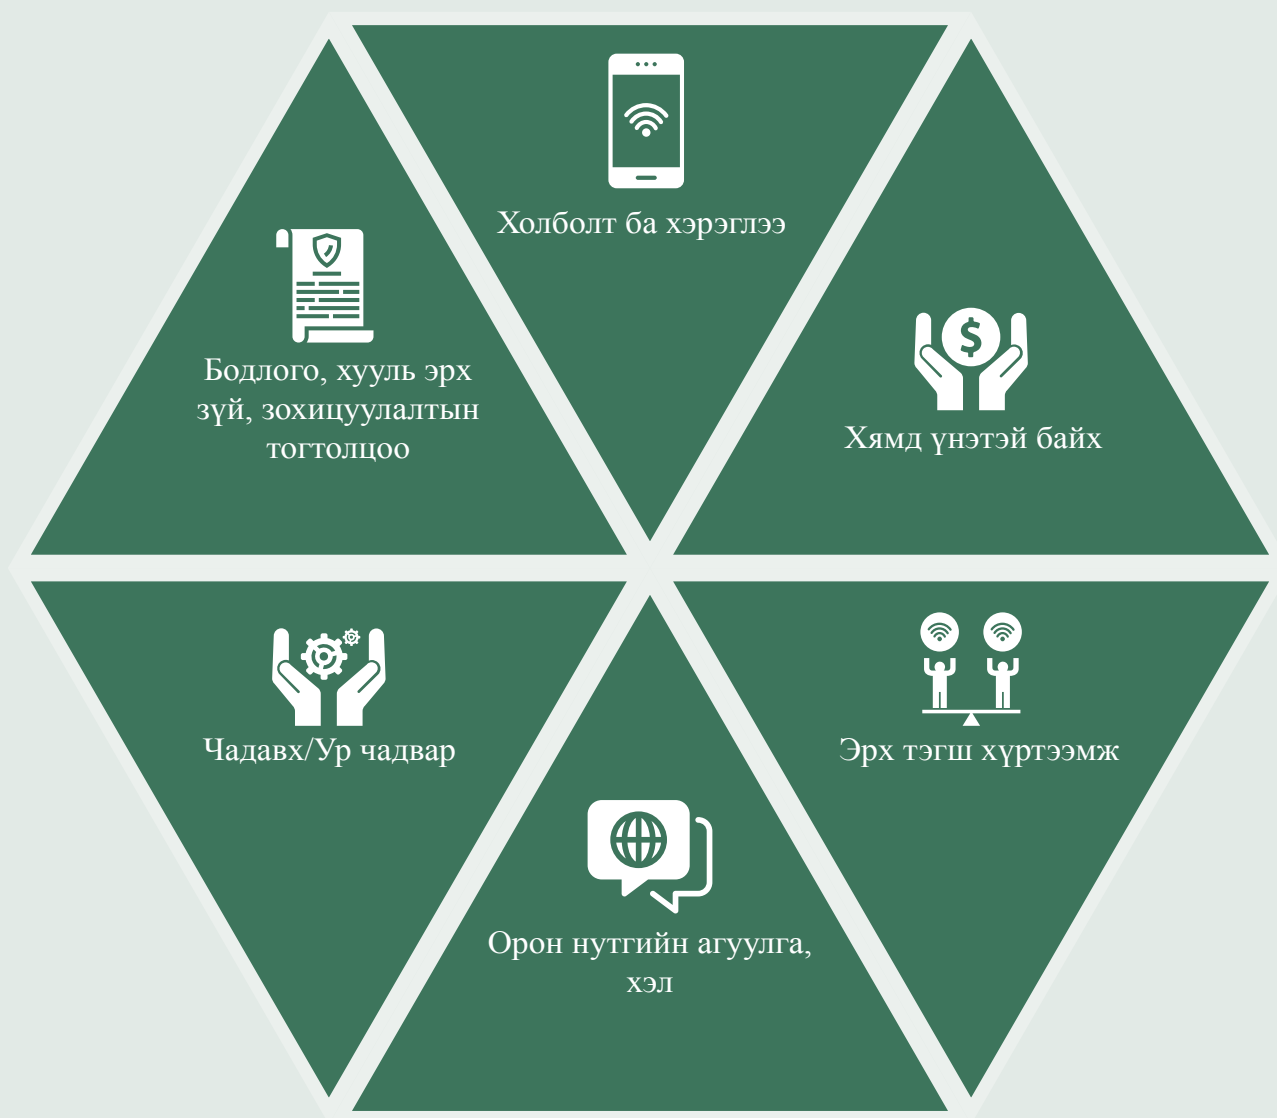 Холболт ба хэрэглээ
Бодлого, хууль эрх
зүй, зохицуулалтын
тогтолцоо
Хямд үнэтэй байх
Чадавх/Ур чадвар
Эрх тэгш хүртээмж
Орон нутгийн агуулга,
хэл